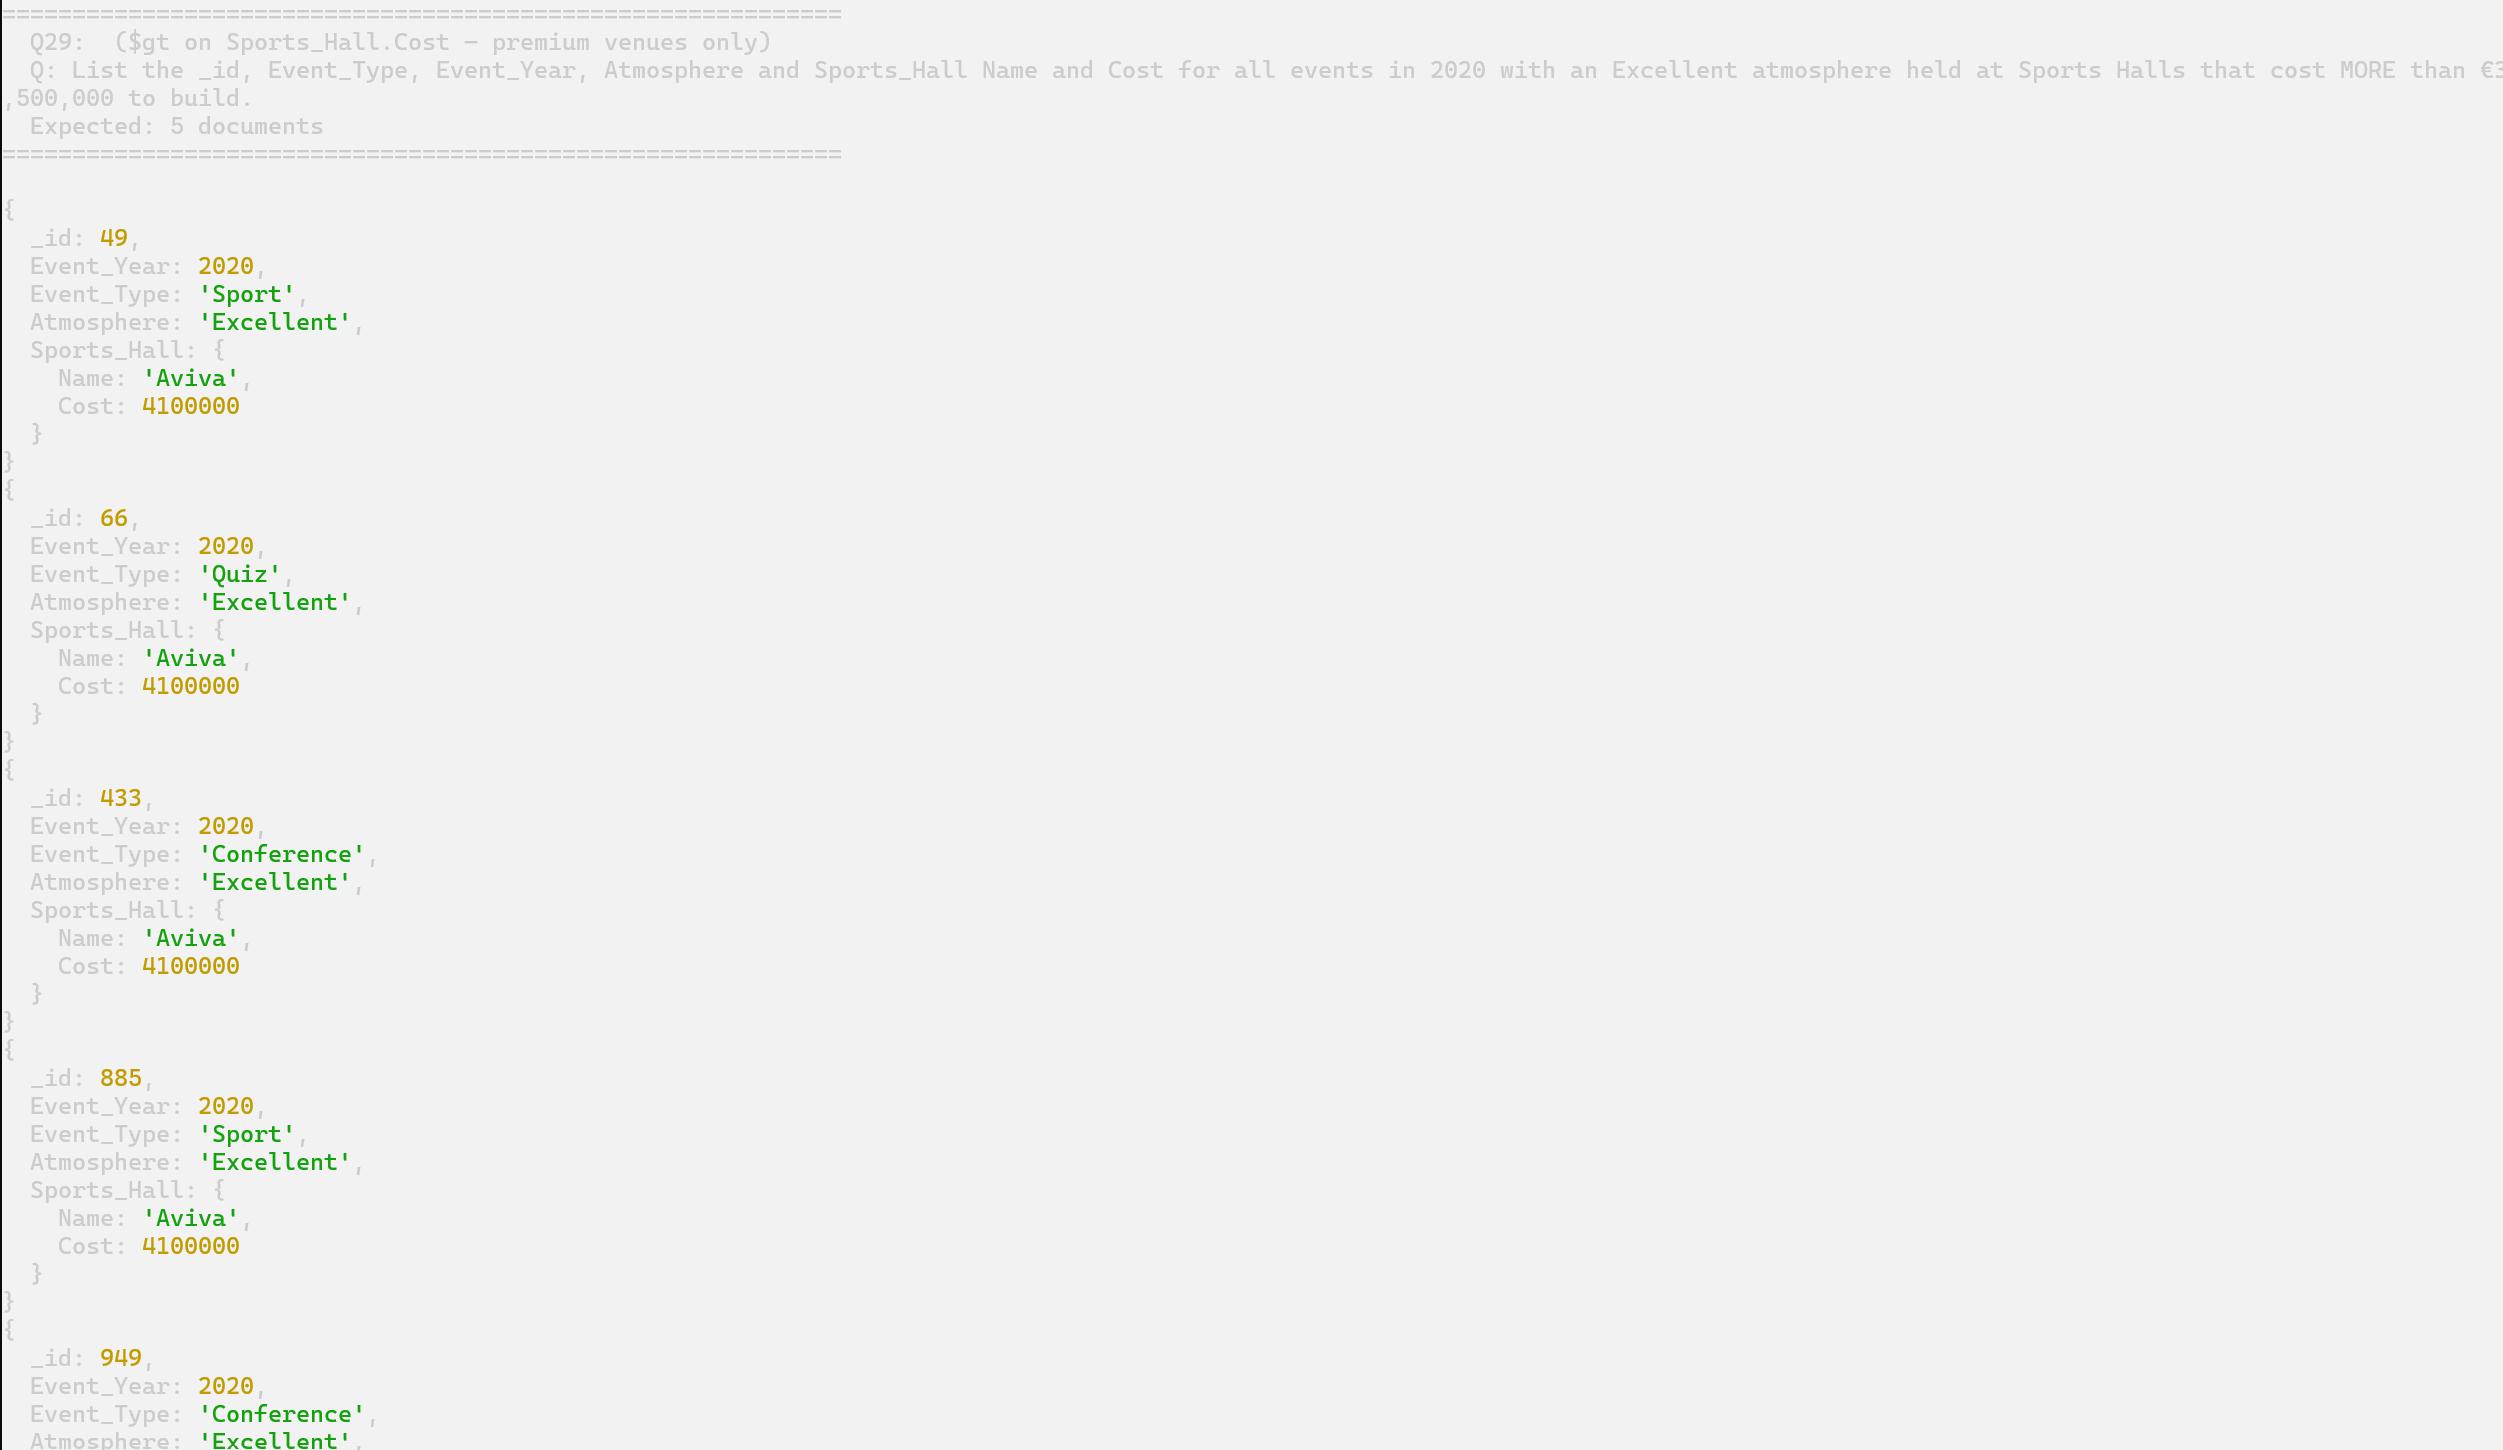 ============================================================
Q29:  ($gt on Sports_Hall.Cost — premium venues only)
Q: List the _id, Event_Type, Event_Year, Atmosphere and Sports_Hall Name and Cost for all events in 2020 with an Excellent atmosphere held at Sports Halls that cost MORE than €3
,500,000 to build.
Expected: 5 documents
============================================================
{
_id: 49,
Event_Year: 2020,
Event_Type: 'Sport',
Atmosphere: 'Excellent',
Sports_Hall: {
Name: 'Aviva',
Cost: 4100000
}
}
{
_id: 66,
Event_Year: 2020,
Event_Type: 'Quiz',
Atmosphere: 'Excellent',
Sports_Hall: {
Name: 'Aviva',
Cost: 4100000
}
}
{
_id: 433,
Event_Year: 2020,
Event_Type: 'Conference',
Atmosphere: 'Excellent',
Sports_Hall: {
Name: 'Aviva',
Cost: 4100000
}
}
{
_id: 885,
Event_Year: 2020,
Event_Type: 'Sport',
Atmosphere: 'Excellent',
Sports_Hall: {
Name: 'Aviva',
Cost: 4100000
}
}
{
_id: 949,
Event_Year: 2020,
Event_Type: 'Conference',
Atmosphere: 'Excellent',